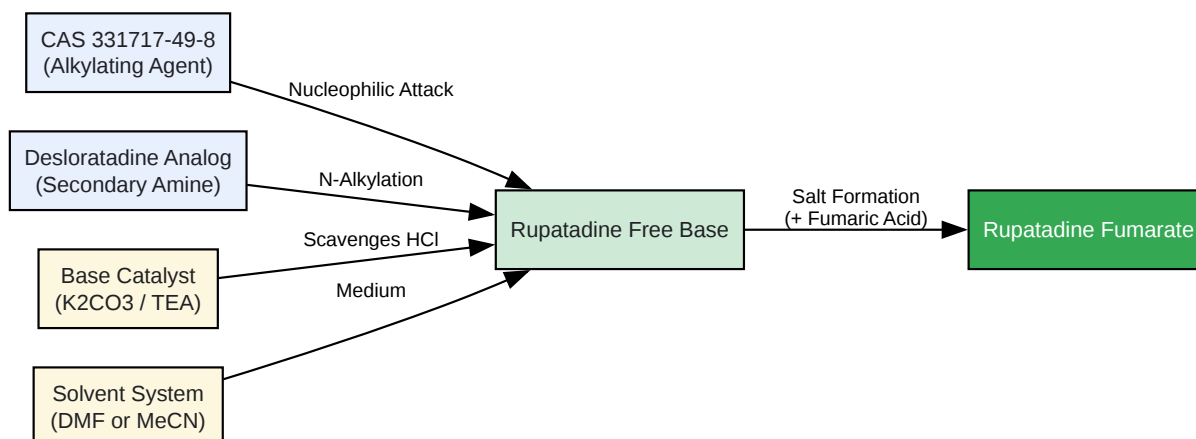 CAS 331717-49-8
(Alkylating Agent)
Nucleophilic Attack
Desloratadine Analog
(Secondary Amine)
N-Alkylation
Scavenges HCl
Base Catalyst
(K2CO3 / TEA)
Medium
Solvent System
(DMF or MeCN)
Rupatadine Free Base
Salt Formation
(+ Fumaric Acid)
Rupatadine Fumarate